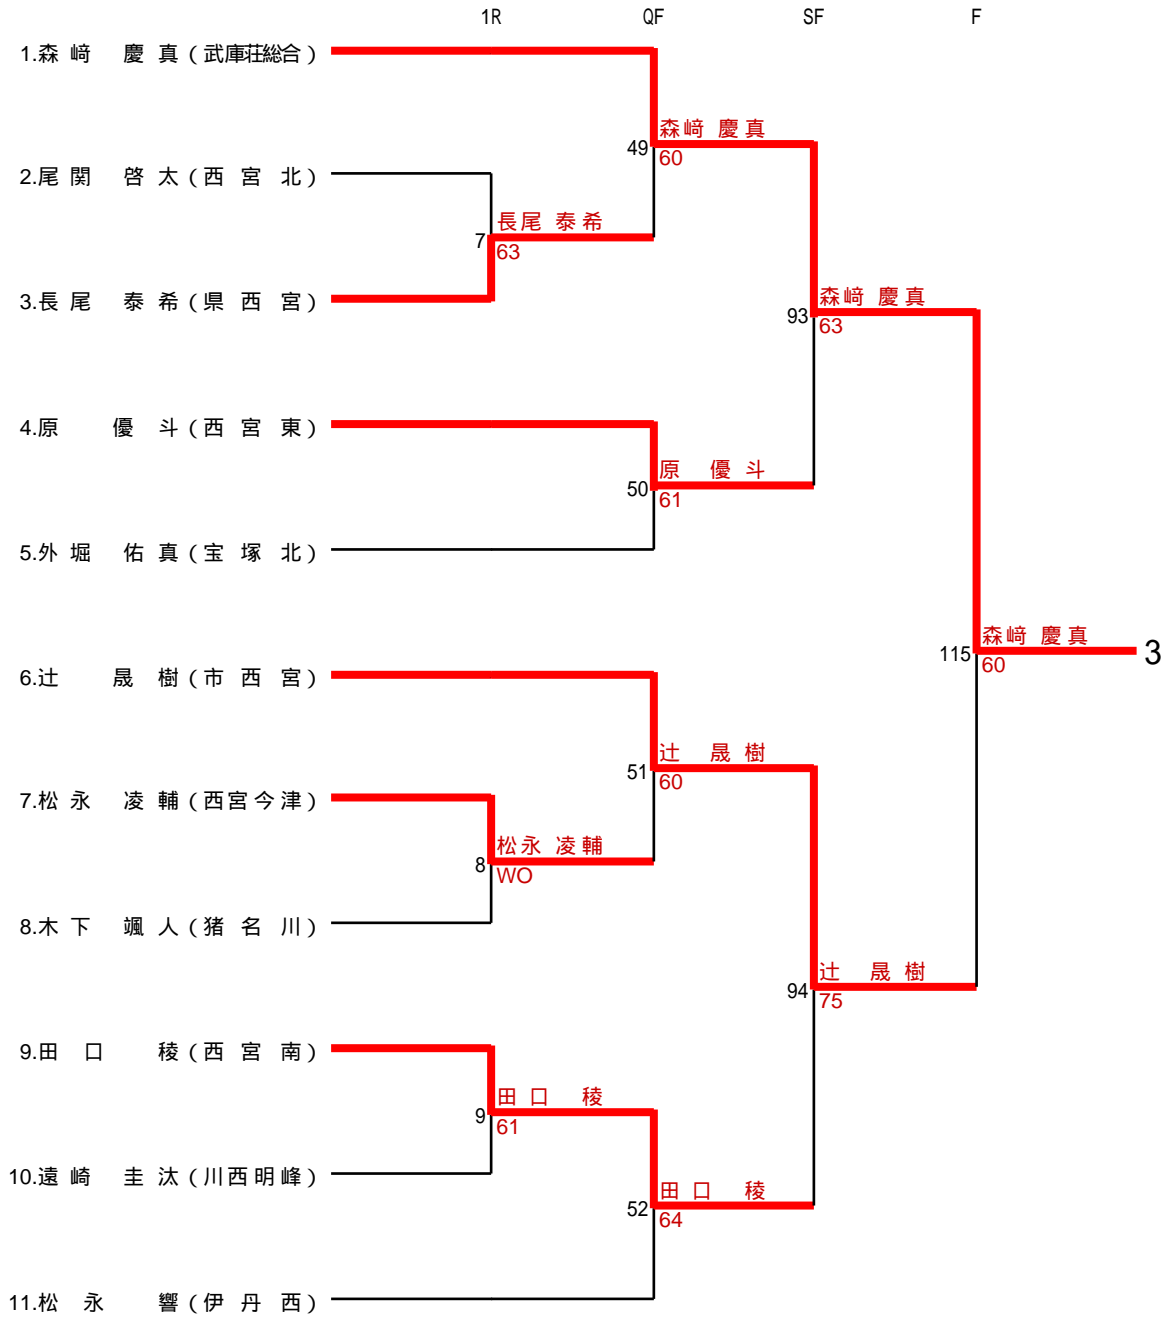 1R QF SF F
1.森﨑 慶真(武庫荘総合)
森﨑 慶真
49
60
2.尾関 啓太(西宮北)
長尾 泰希
7
63
3.長尾 泰希(県西宮)
森﨑 慶真
93
63
4.原 優斗(西宮東)
原 優斗
50
61
5.外堀 佑真(宝塚北)
森﨑 慶真
115
60
3
6.辻 晟樹(市西宮)
辻 晟樹
51
60
7.松永 凌輔(西宮今津)
松永 凌輔
8
WO
8.木下 颯人(猪名川)
辻 晟樹
94
75
9.田口 稜(西宮南)
田口 稜
9
61
10.遠崎 圭汰(川西明峰)
田口 稜
52
64
11.松永 響(伊丹西)